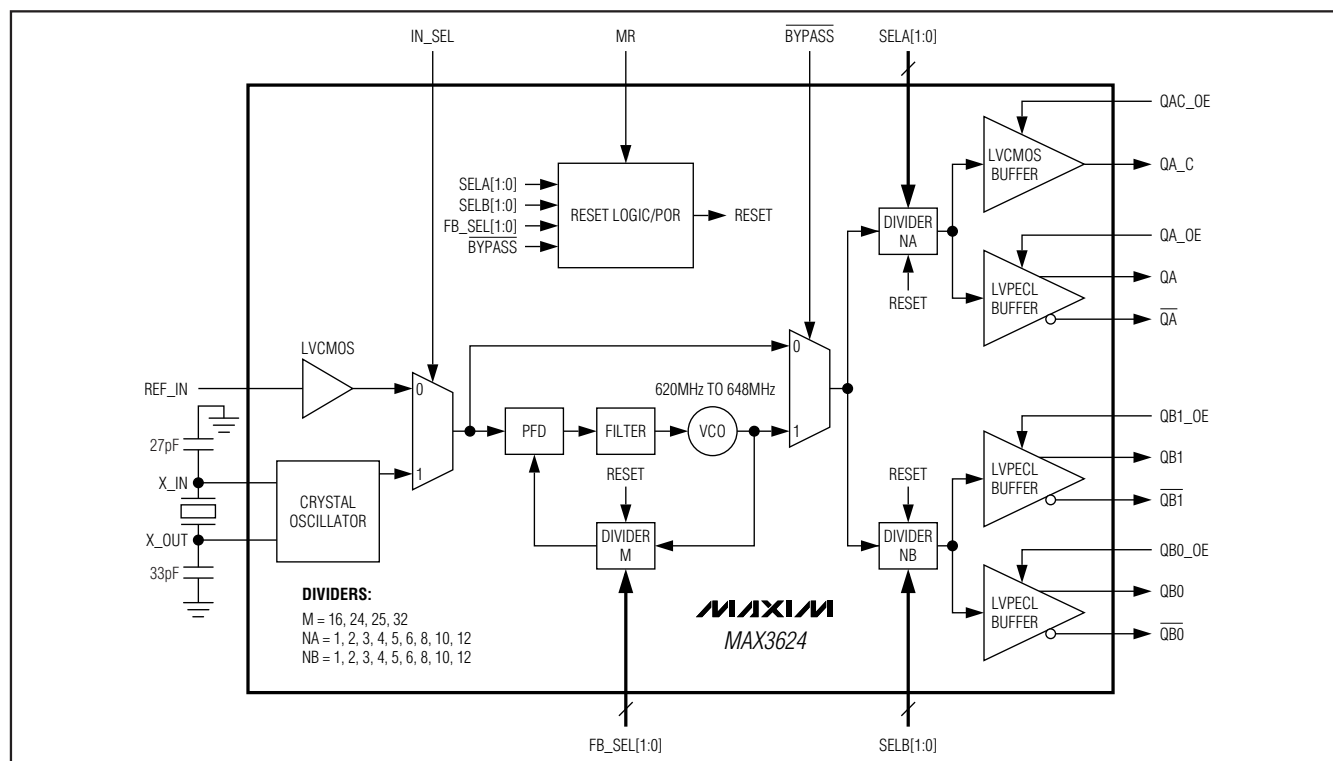 IN_SEL
MR
BYPASS
SELA[1:0]
QAC_OE
LVCMOS
BUFFER
QA_C
SELA[1:0]
SELB[1:0]
FB_SEL[1:0]
BYPASS
RESET LOGIC/POR
RESET
DIVIDER
NA
RESET
QA_OE
LVPECL
BUFFER
QA
QA
LVCMOS
REF_IN
0
1
27pF
X_IN
X_OUT
33pF
CRYSTAL
OSCILLATOR
PFD
FILTER
VCO
620MHz TO 648MHz
0
1
RESET
DIVIDER
M
RESET
DIVIDER
NB
QB1_OE
LVPECL
BUFFER
QB1
QB1
QB0_OE
LVPECL
BUFFER
QB0
QB0
DIVIDERS:
M = 16, 24, 25, 32
NA = 1, 2, 3, 4, 5, 6, 8, 10, 12
NB = 1, 2, 3, 4, 5, 6, 8, 10, 12
MAXIM
MAX3624
FB_SEL[1:0]
SELB[1:0]